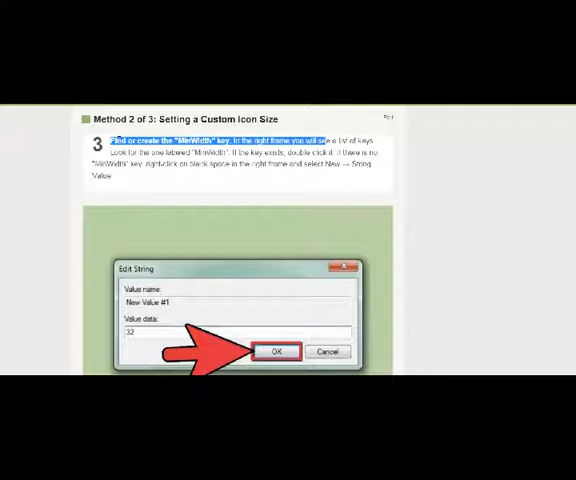 Method 2 of 3: Setting a Custom Icon Size
Edit
3
Find or create the "MinWidth" key. In the right frame you will see a list of keys.
Look for the one labeled "MinWidth". If the key exists, double click it. If there is no
"MinWidth" key, right-click on blank space in the right frame and select New → String
Value
Edit String
Value name:
New Value #1
Value data:
32
OK
Cancel